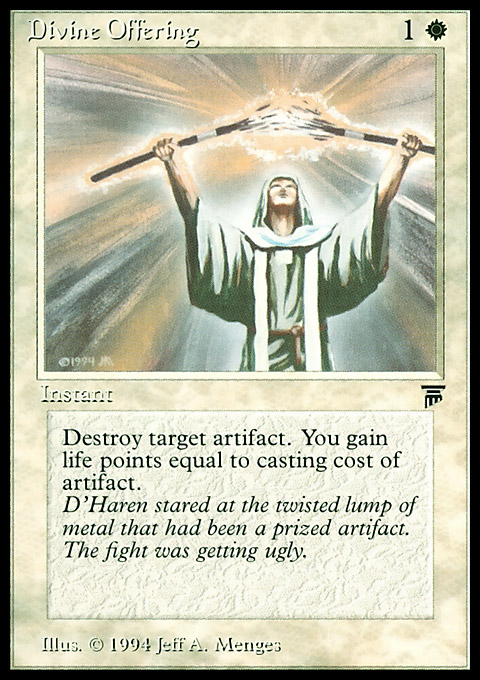 Divine Offering 1
©1994 JM
Instant
Destroy target artifact. You gain
life points equal to casting cost of
artifact.
D'Haren stared at the twisted lump of
metal that had been a prized artifact.
The fight was getting ugly.
Illus. © 1994 Jeff A. Menges